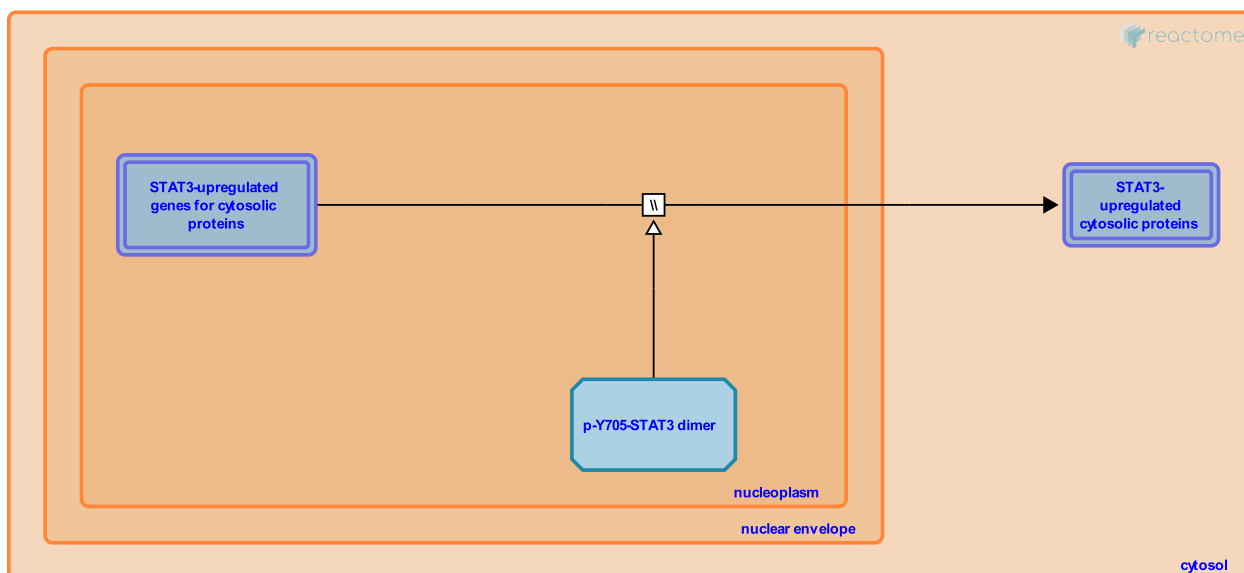 reactome
STAT3-upregulated
genes for cytosolic
proteins
\\
STAT3-
upregulated
cytosolic proteins
p-Y705-STAT3 dimer
nucleoplasm
nuclear envelope
cytosol